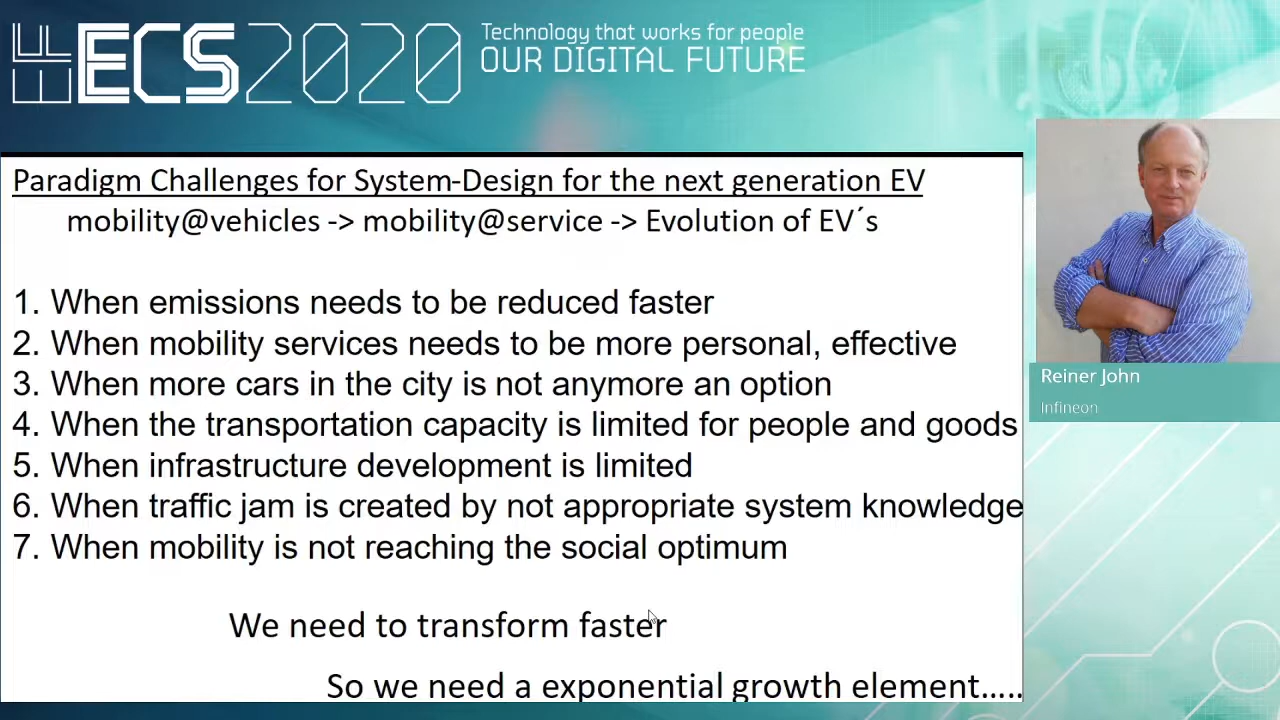 EFECS2020
Technology that works for people
OUR DIGITAL FUTURE
Paradigm Challenges for System-Design for the next generation EV
mobility@vehicles -> mobility@service -> Evolution of EV´s
1. When emissions needs to be reduced faster
2. When mobility services needs to be more personal, effective
3. When more cars in the city is not anymore an option
4. When the transportation capacity is limited for people and goods
5. When infrastructure development is limited
6. When traffic jam is created by not appropriate system knowledge
7. When mobility is not reaching the social optimum
We need to transform faster
So we need a exponential growth element…..
Reiner John
Infineon